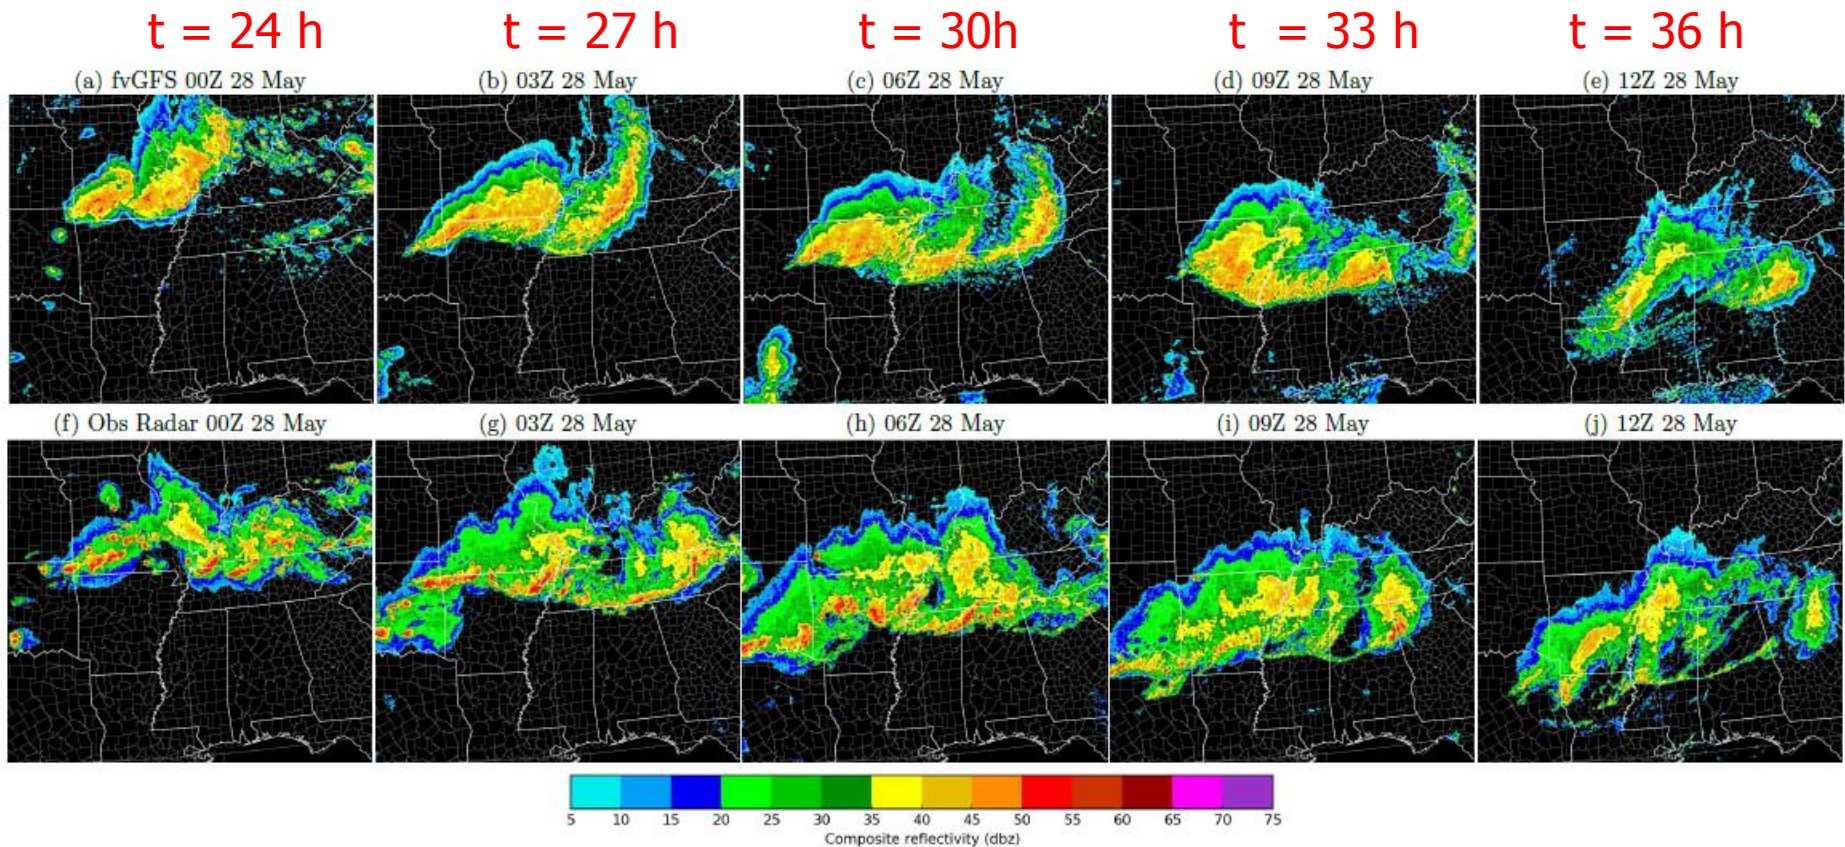 t = 24 h
t = 27 h
t = 30h
t = 33 h
t = 36 h
(a) fvGFS 00Z 28 May
(b) 03Z 28 May
(c) 06Z 28 May
(d) 09Z 28 May
(e) 12Z 28 May
(f) Obs Radar 00Z 28 May
(g) 03Z 28 May
(h) 06Z 28 May
(i) 09Z 28 May
(j) 12Z 28 May
5 10 15 20 25 30 35 40 45 50 55 60 65 70 75
Composite reflectivity (dbz)